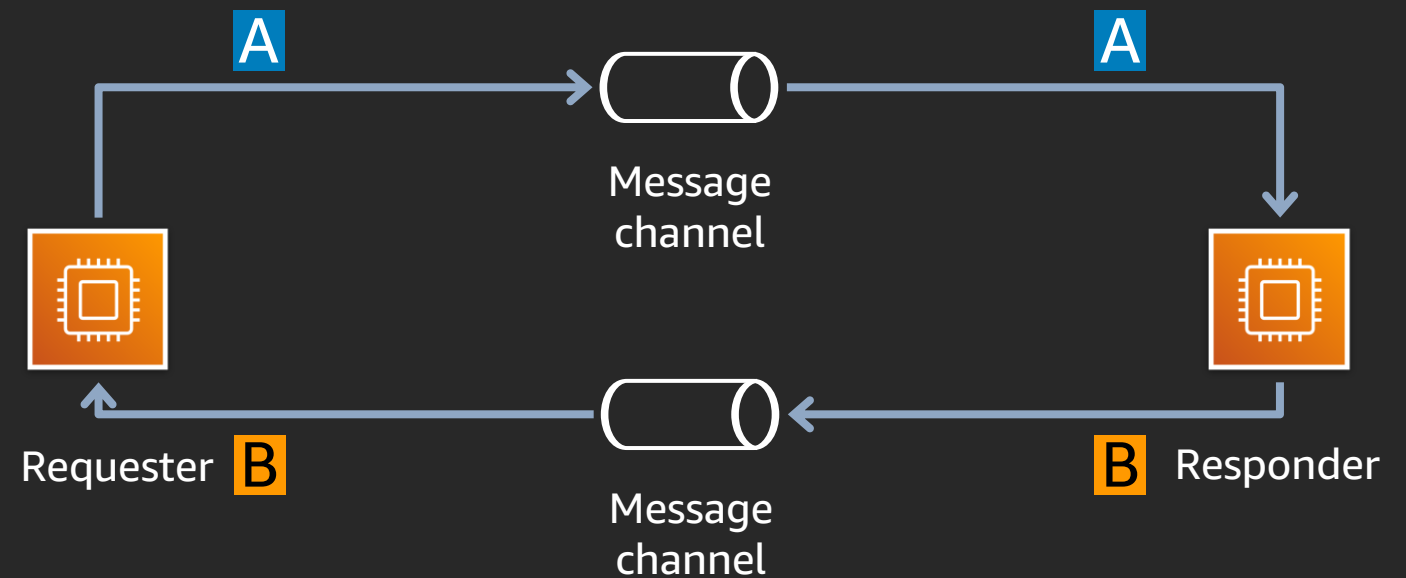 A
A
Message
channel
Requester
B
B
Responder
Message
channel